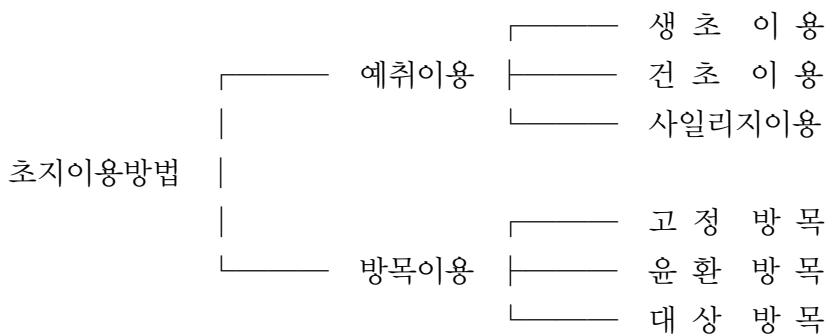 생 초 이 용
예취이용 건 초 이 용
사일리지이용
초지이용방법
고 정 방 목
방목이용 윤 환 방 목
대 상 방 목